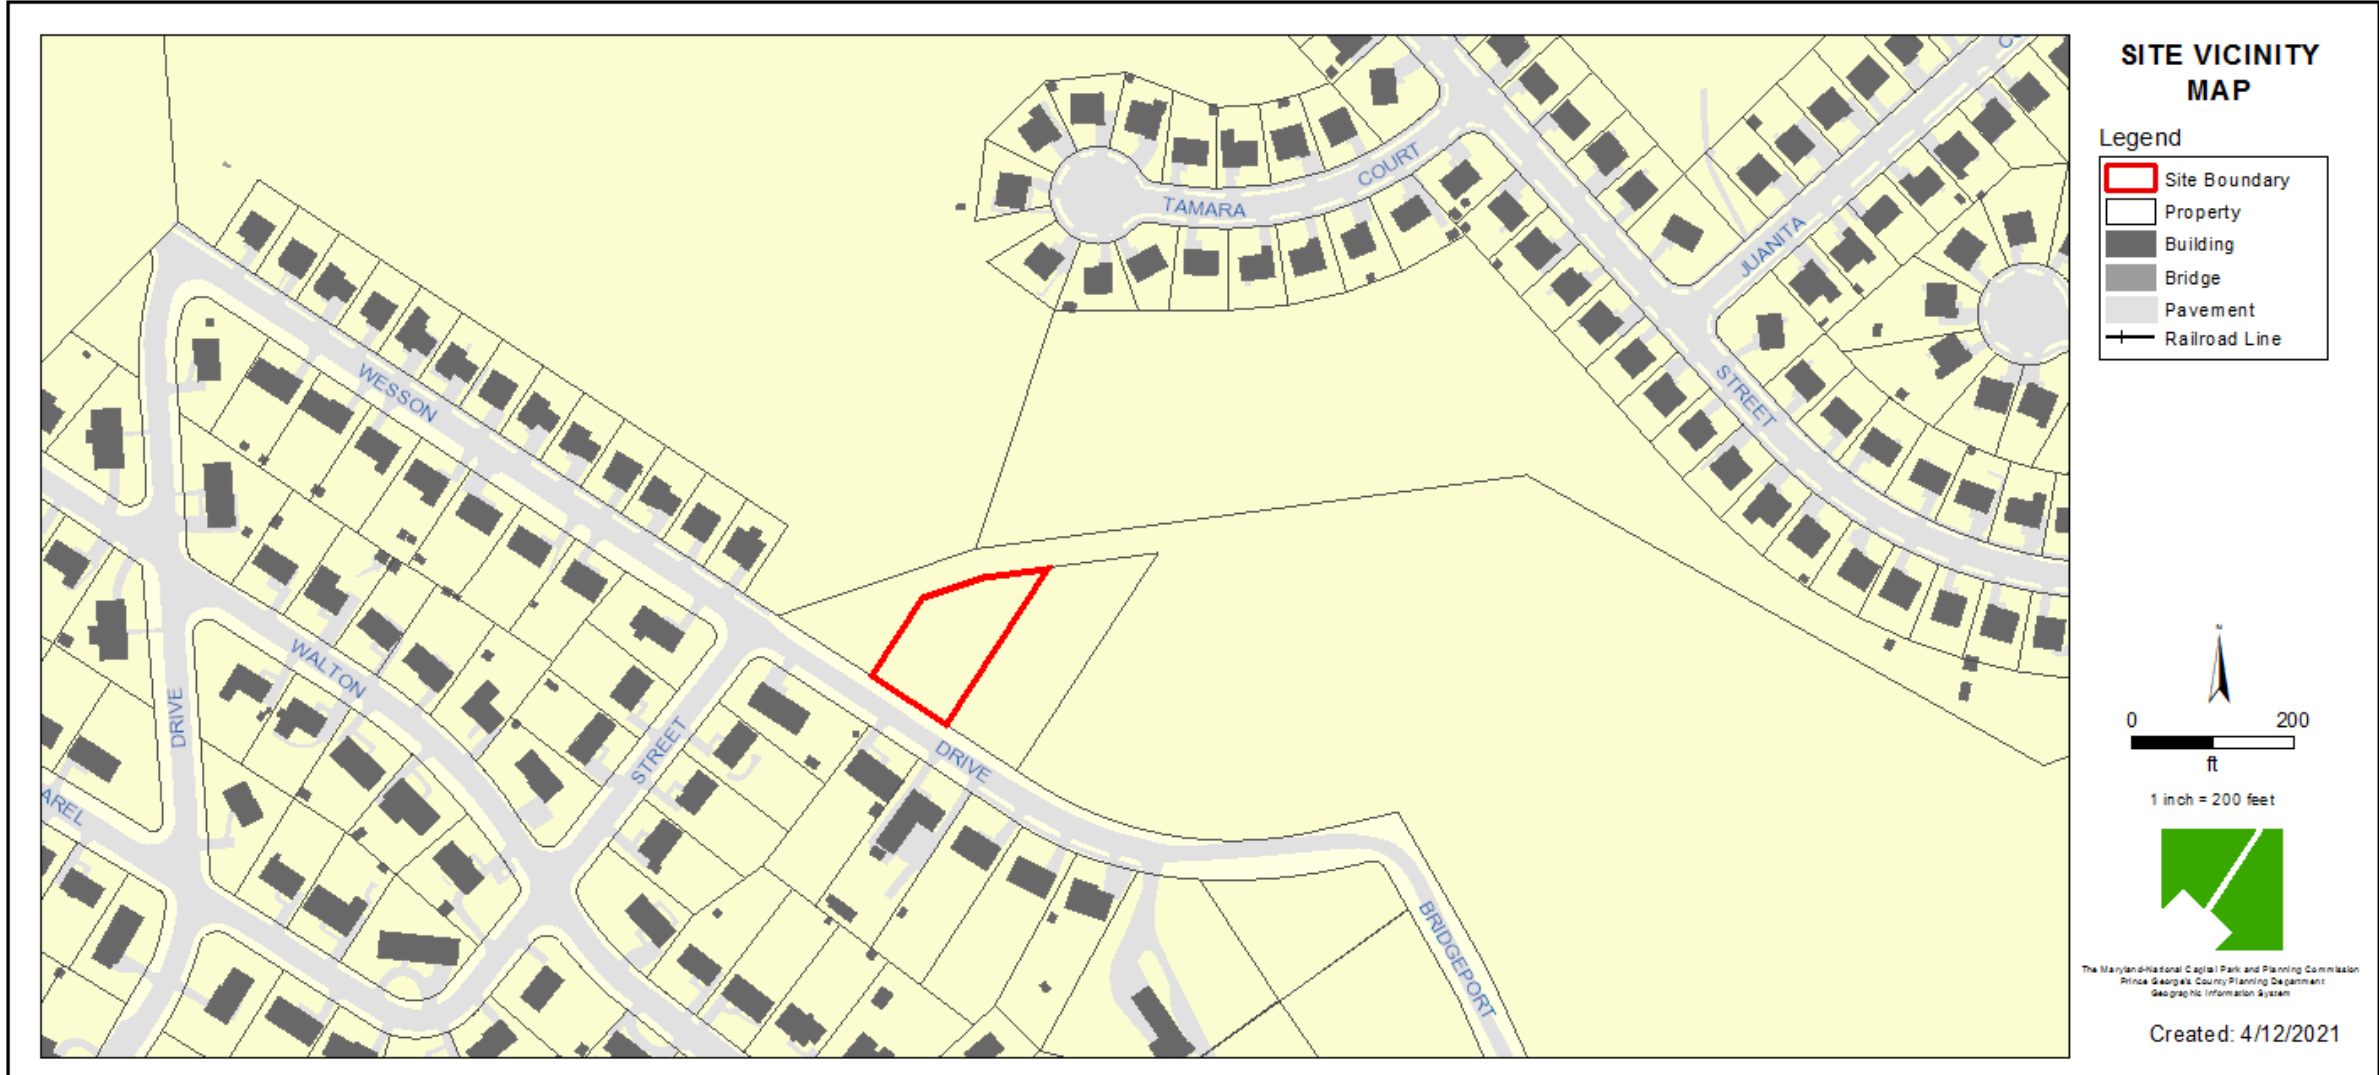 SITE VICINITY
MAP
Legend
Site Boundary
Property
Building
Bridge
Pavement
Railroad Line
TAMARA
COURT
JUANITA
STREET
WESSON
WALTON
DRIVE
STREET
DRIVE
AREL
BRIDGEPORT
N
0 200
ft
1 inch = 200 feet
The Maryland-National Capital Park and Planning Commission
Prince George's County Planning Department
Geographic Information System
Created: 4/12/2021